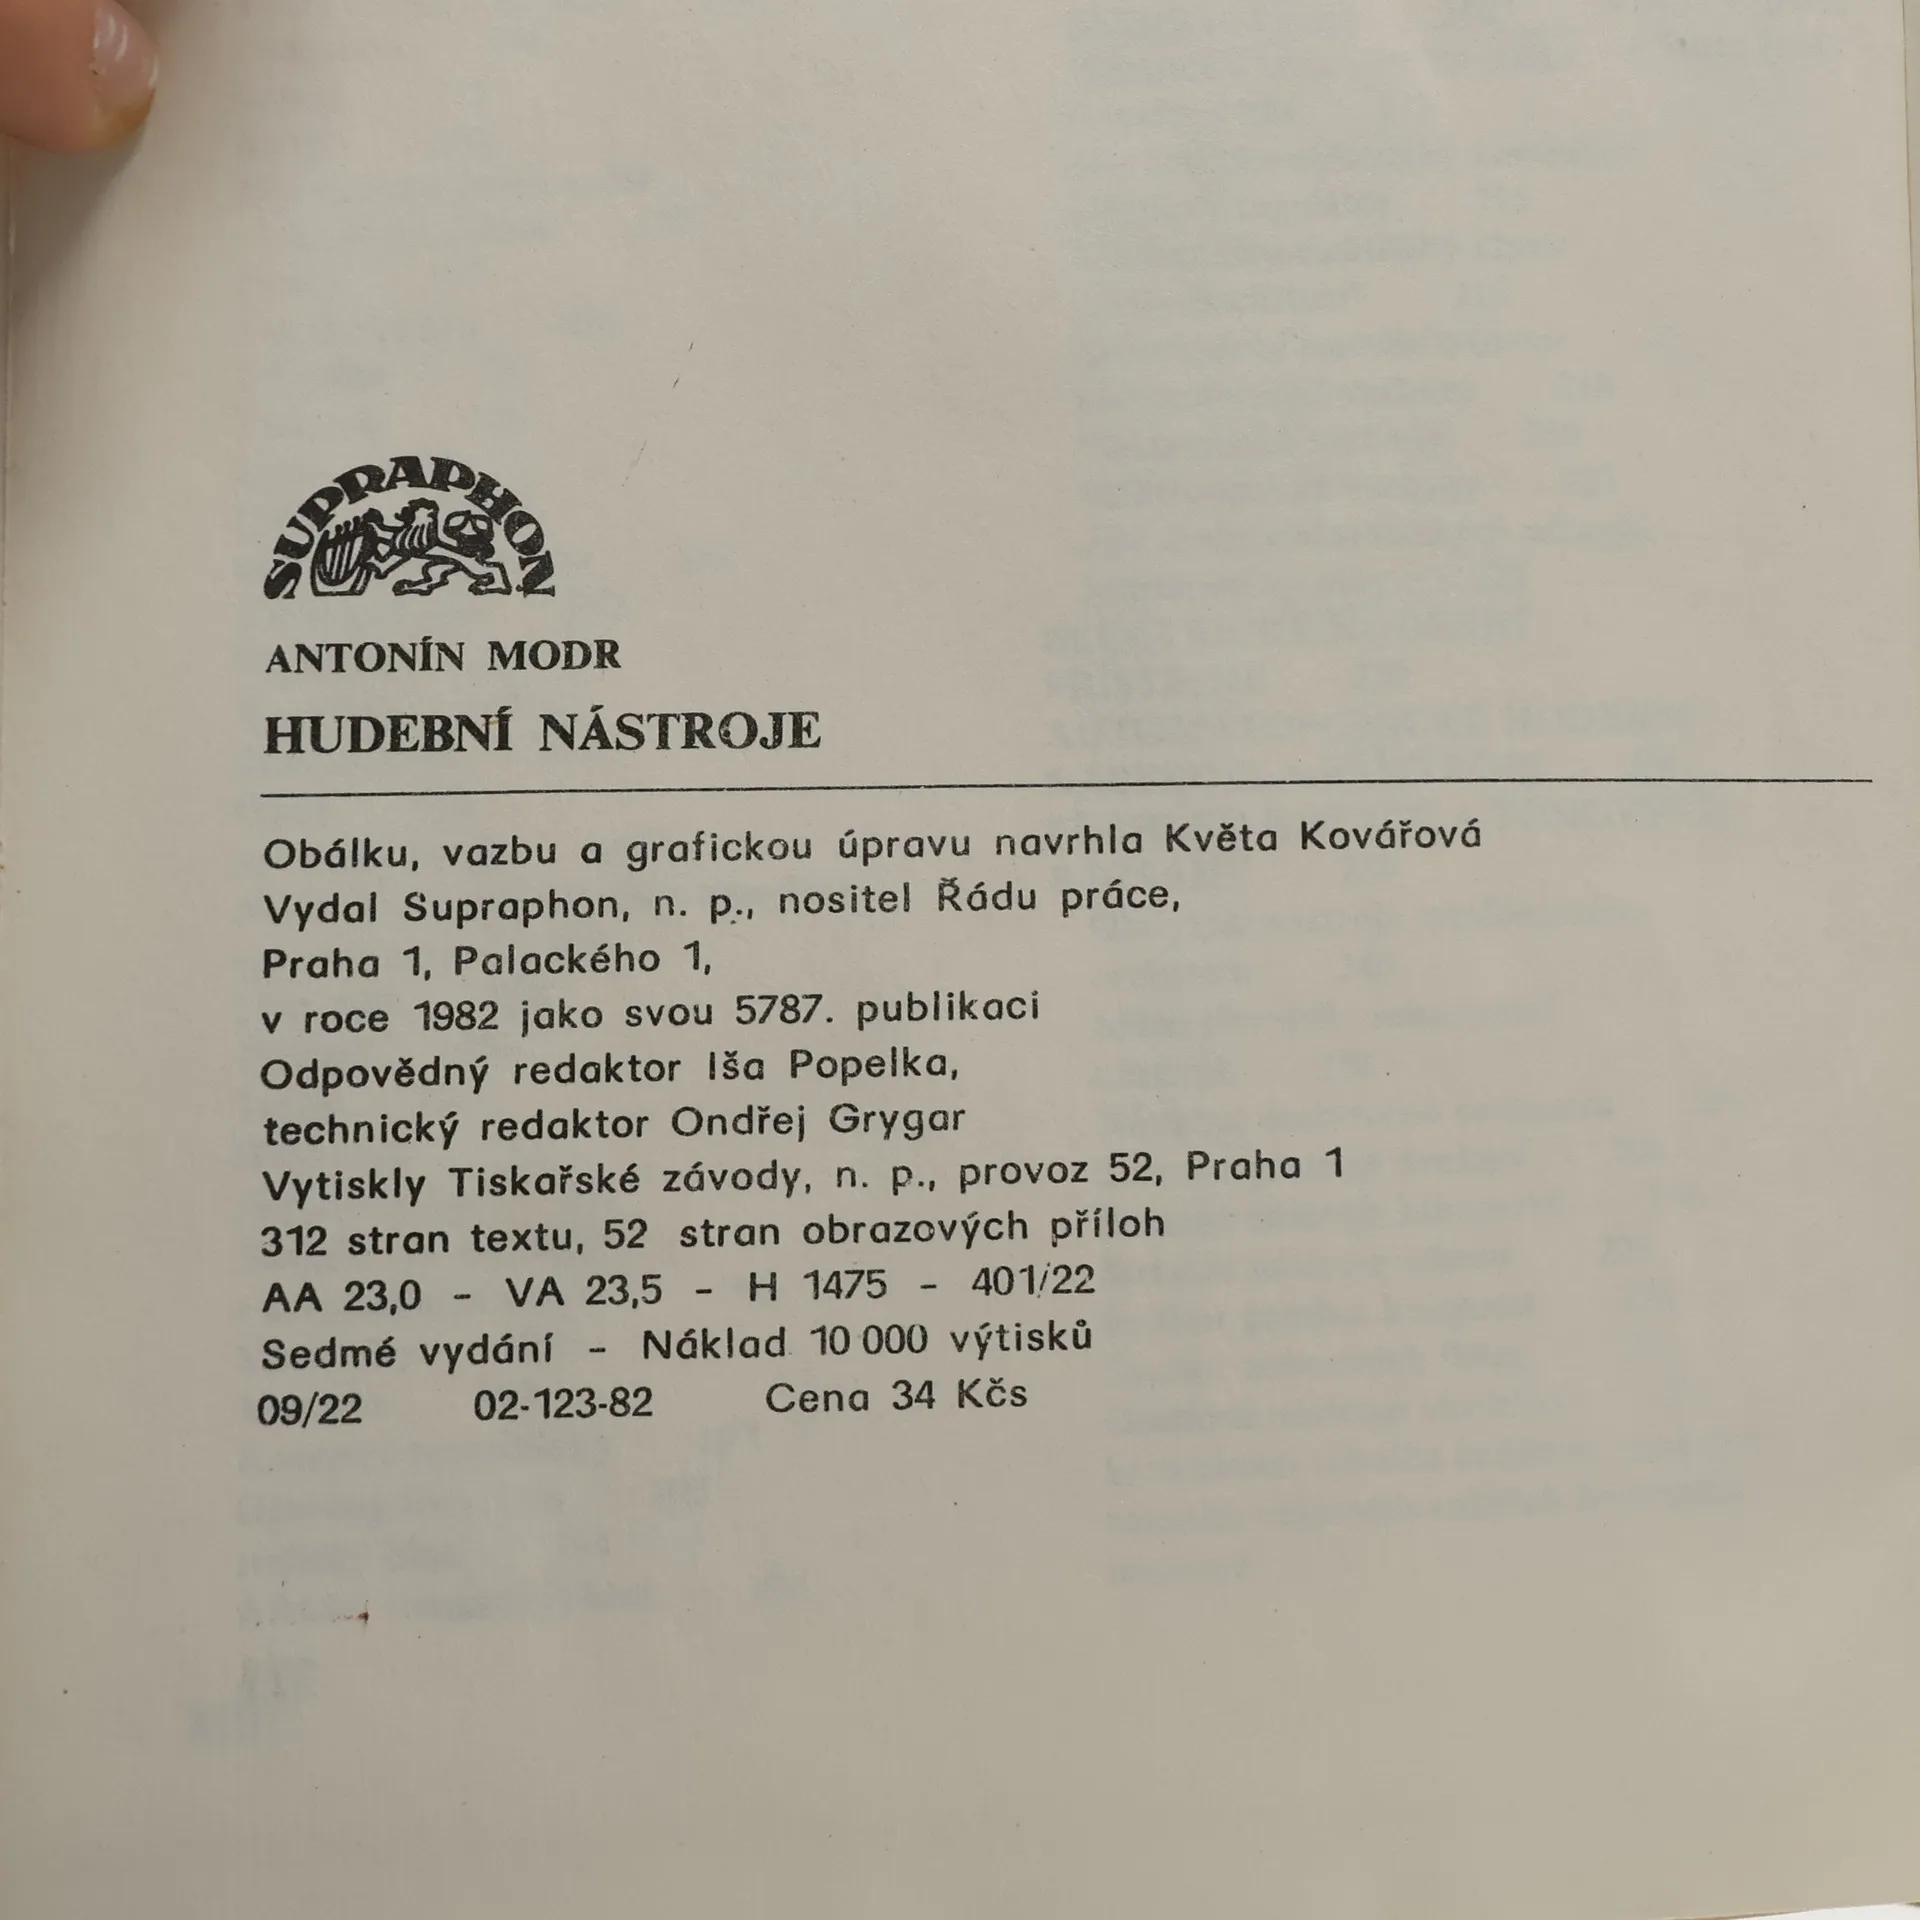 SUPRAPHON
ANTONÍN MODR
HUDEBNÍ NÁSTROJE
Obálku, vazbu a grafickou úpravu navrhla Květa Kovářová
Vydal Supraphon, n. p., nositel Řádu práce,
Praha 1, Palackého 1,
v roce 1982 jako svou 5787. publikaci
Odpovědný redaktor Iša Popelka,
technický redaktor Ondřej Grygar
Vytiskly Tiskařské závody, n. p., provoz 52, Praha 1
312 stran textu, 52 stran obrazových příloh
AA 23,0 - VA 23,5 - H 1475 - 401/22
Sedmé vydání - Náklad 10 000 výtisků
09/22 02-123-82 Cena 34 Kčs